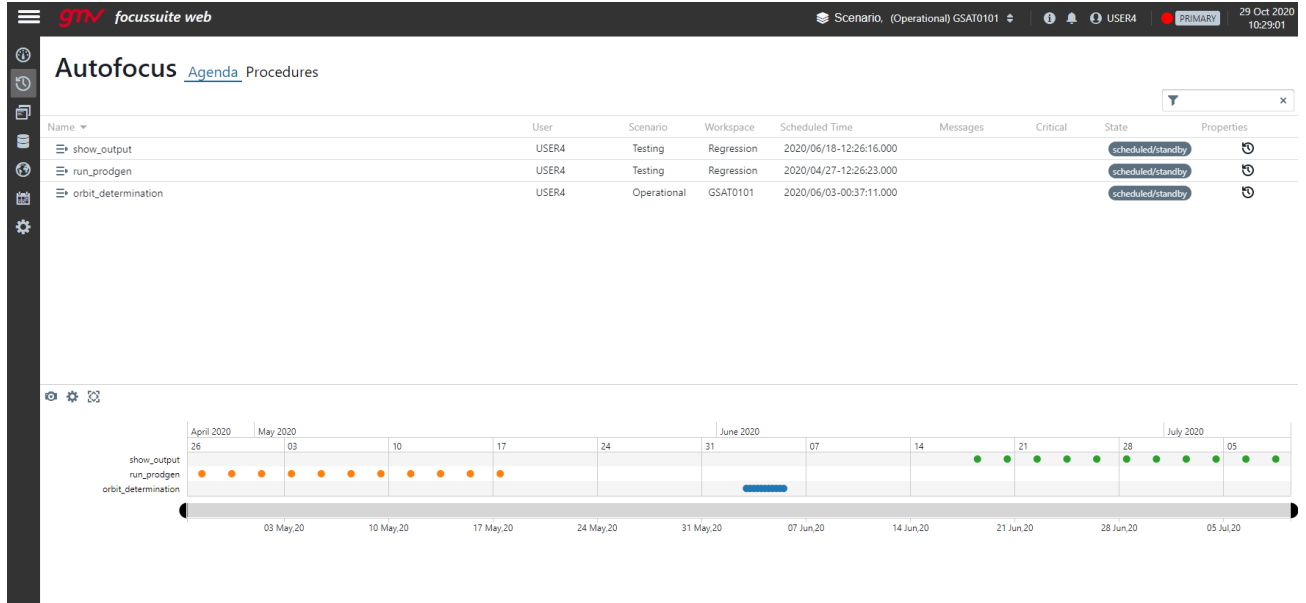 gmv focussuite web Scenario, (Operational) GSAT0101 USER4 PRIMARY 29 Oct 2020
10:29:01
Autofocus Agenda Procedures
Name User Scenario Workspace Scheduled Time Messages Critical State Properties
show_output USER4 Testing Regression 2020/06/18-12:26:16.000 scheduled/standby
run_prodgen USER4 Testing Regression 2020/04/27-12:26:23.000 scheduled/standby
orbit_determination USER4 Operational GSAT0101 2020/06/03-00:37:11.000 scheduled/standby
April 2020 May 2020 June 2020 July 2020
26 03 10 17 24 31 07 14 21 28 05
show_output
run_prodgen
orbit_determination
03 May,20 10 May,20 17 May,20 24 May,20 31 May,20 07 Jun,20 14 Jun,20 21 Jun,20 28 Jun,20 05 Jul,20